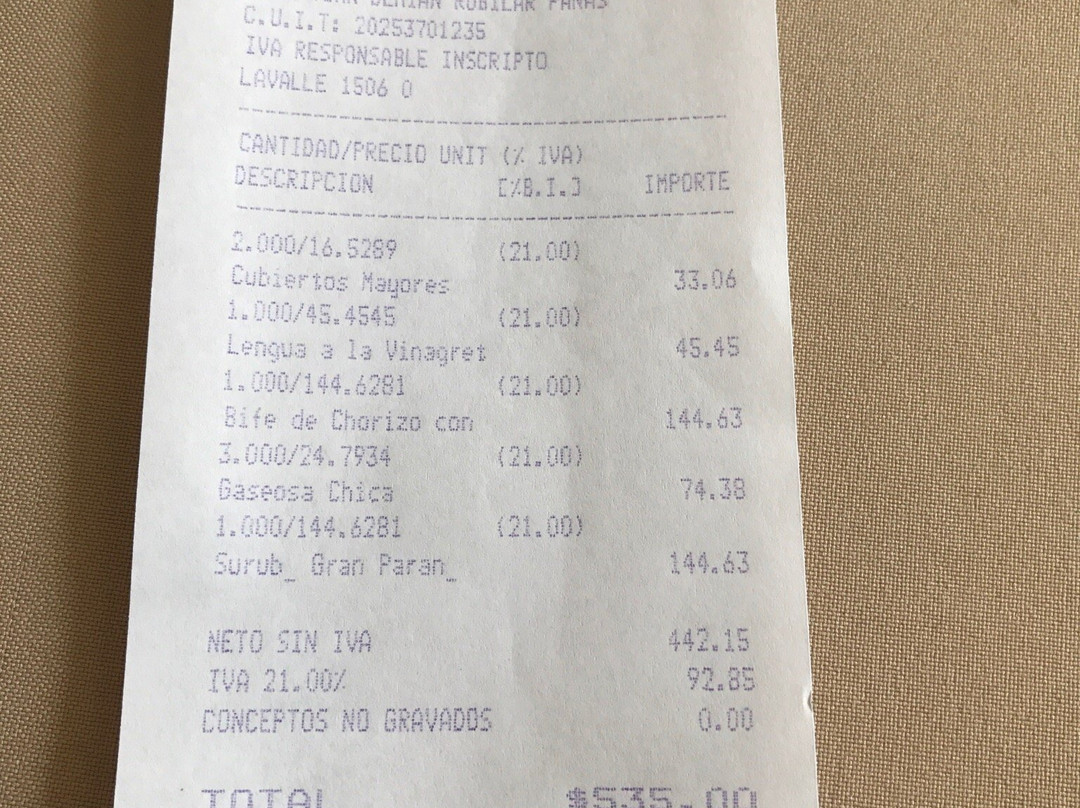 DEMIAN ROBILAR
C.U.I.T: 20253701235
IVA RESPONSABLE INSCRIPTO
LAVALLE 1506 0
CANTIDAD/PRECIO UNIT (% IVA)
DESCRIPCION [%B.I.] IMPORTE
2.000/16.5289 (21.00)
Cubiertos Mayores 33.06
1.000/45.4545 (21.00)
Lengua a la Vinagret 45.45
1.000/144.6281 (21.00)
Bife de Chorizo con 144.63
3.000/24.7934 (21.00)
Gaseosa Chica 74.38
1.000/144.6281 (21.00)
Surub_ Gran Paran_ 144.63
NETO SIN IVA 442.15
IVA 21.00% 92.85
CONCEPTOS NO GRAVADOS 0.00
TOTAL $535.00